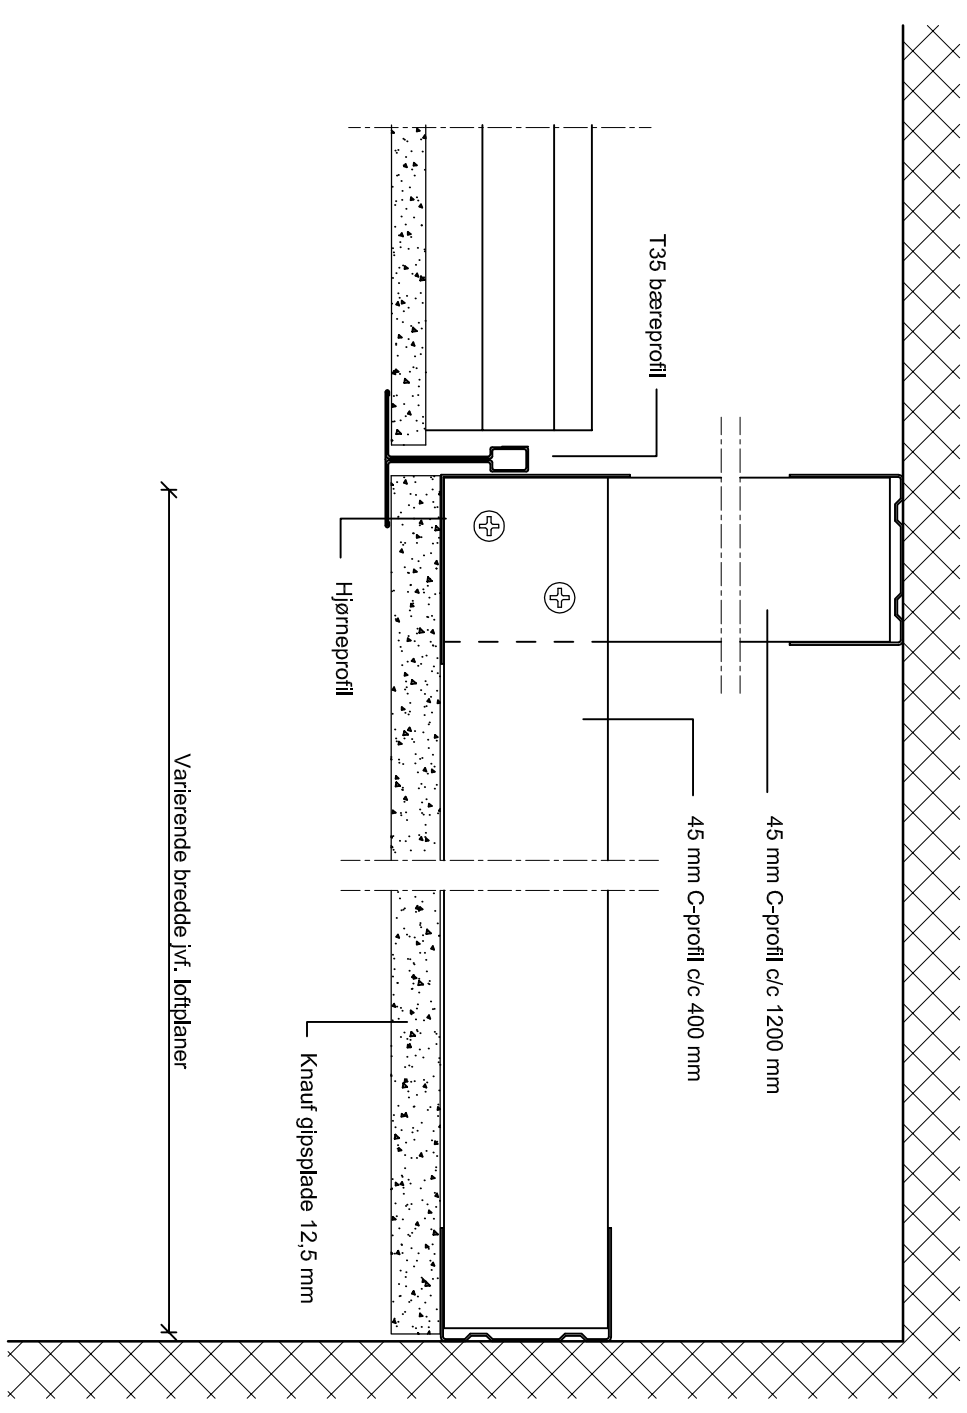 45 mm C-profil c/c 1200 mm
45 mm C-profil c/c 400 mm
T35 bæreprofil
Hjørneprofil
Knauf gipsplade 12,5 mm
Varierende bredde jvf. loftplaner